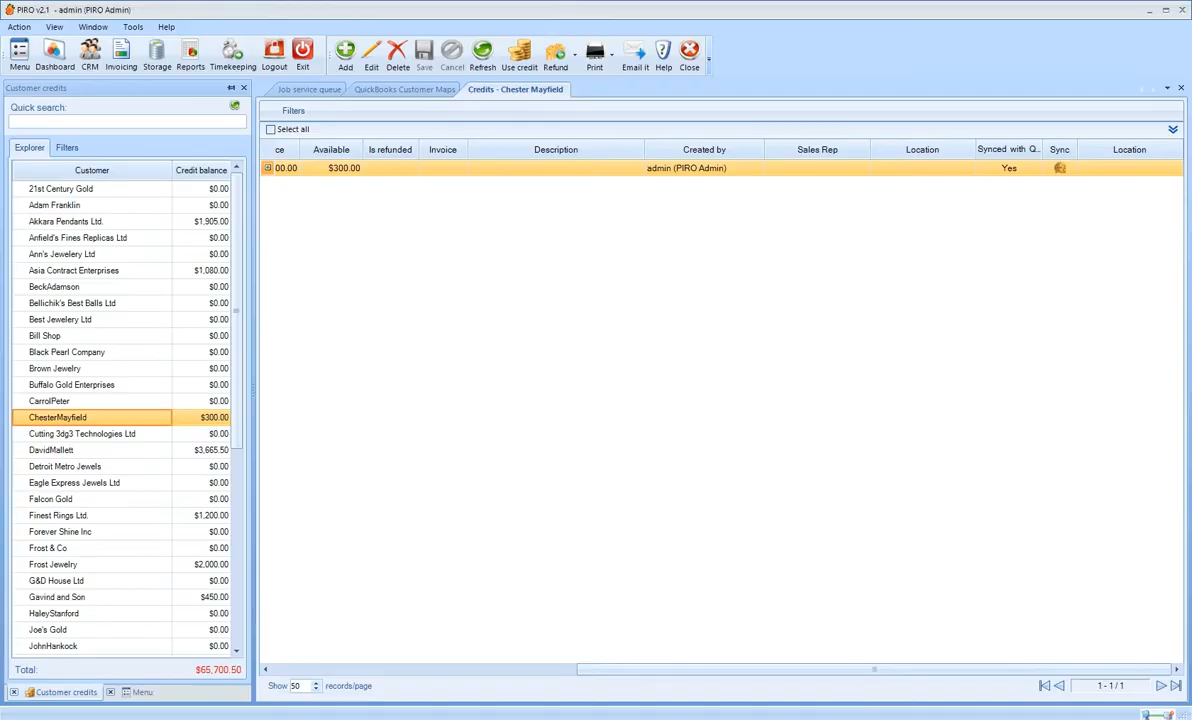 PIRO v2.1 - admin (PIRO Admin)
Action View Window Tools Help
Menu Dashboard CRM Invoicing Storage Reports Timekeeping Logout Exit Add Edit Delete Save Cancel Refresh Use credit Refund Print Email it Help Close
Customer credits
Job service queue QuickBooks Customer Maps Credits - Chester Mayfield
Quick search:
Filters
Select all
Explorer Filters
ce Available Is refunded Invoice Description Created by Sales Rep Location Synced with Q... Sync Location
00.00 $300.00 admin (PIRO Admin) Yes
Customer Credit balance
21st Century Gold $0.00
Adam Franklin $0.00
Akkara Pendants Ltd. $1,905.00
Anfield's Fines Replicas Ltd $0.00
Ann's Jewelery Ltd $0.00
Asia Contract Enterprises $1,080.00
BeckAdamson $0.00
Bellichik's Best Balls Ltd $0.00
Best Jewelery Ltd $0.00
Bill Shop $0.00
Black Pearl Company $0.00
Brown Jewelry $0.00
Buffalo Gold Enterprises $0.00
CarrolPeter $0.00
ChesterMayfield $300.00
Cutting 3dg3 Technologies Ltd $0.00
DavidMallett $3,665.50
Detroit Metro Jewels $0.00
Eagle Express Jewels Ltd $0.00
Falcon Gold $0.00
Finest Rings Ltd. $1,200.00
Forever Shine Inc $0.00
Frost & Co $0.00
Frost Jewelry $2,000.00
G&D House Ltd $0.00
Gavind and Son $450.00
HaleyStanford $0.00
Joe's Gold $0.00
JohnHankock $0.00
Total: $65,700.50
Show 50 records/page 1 - 1 / 1
Customer credits Menu